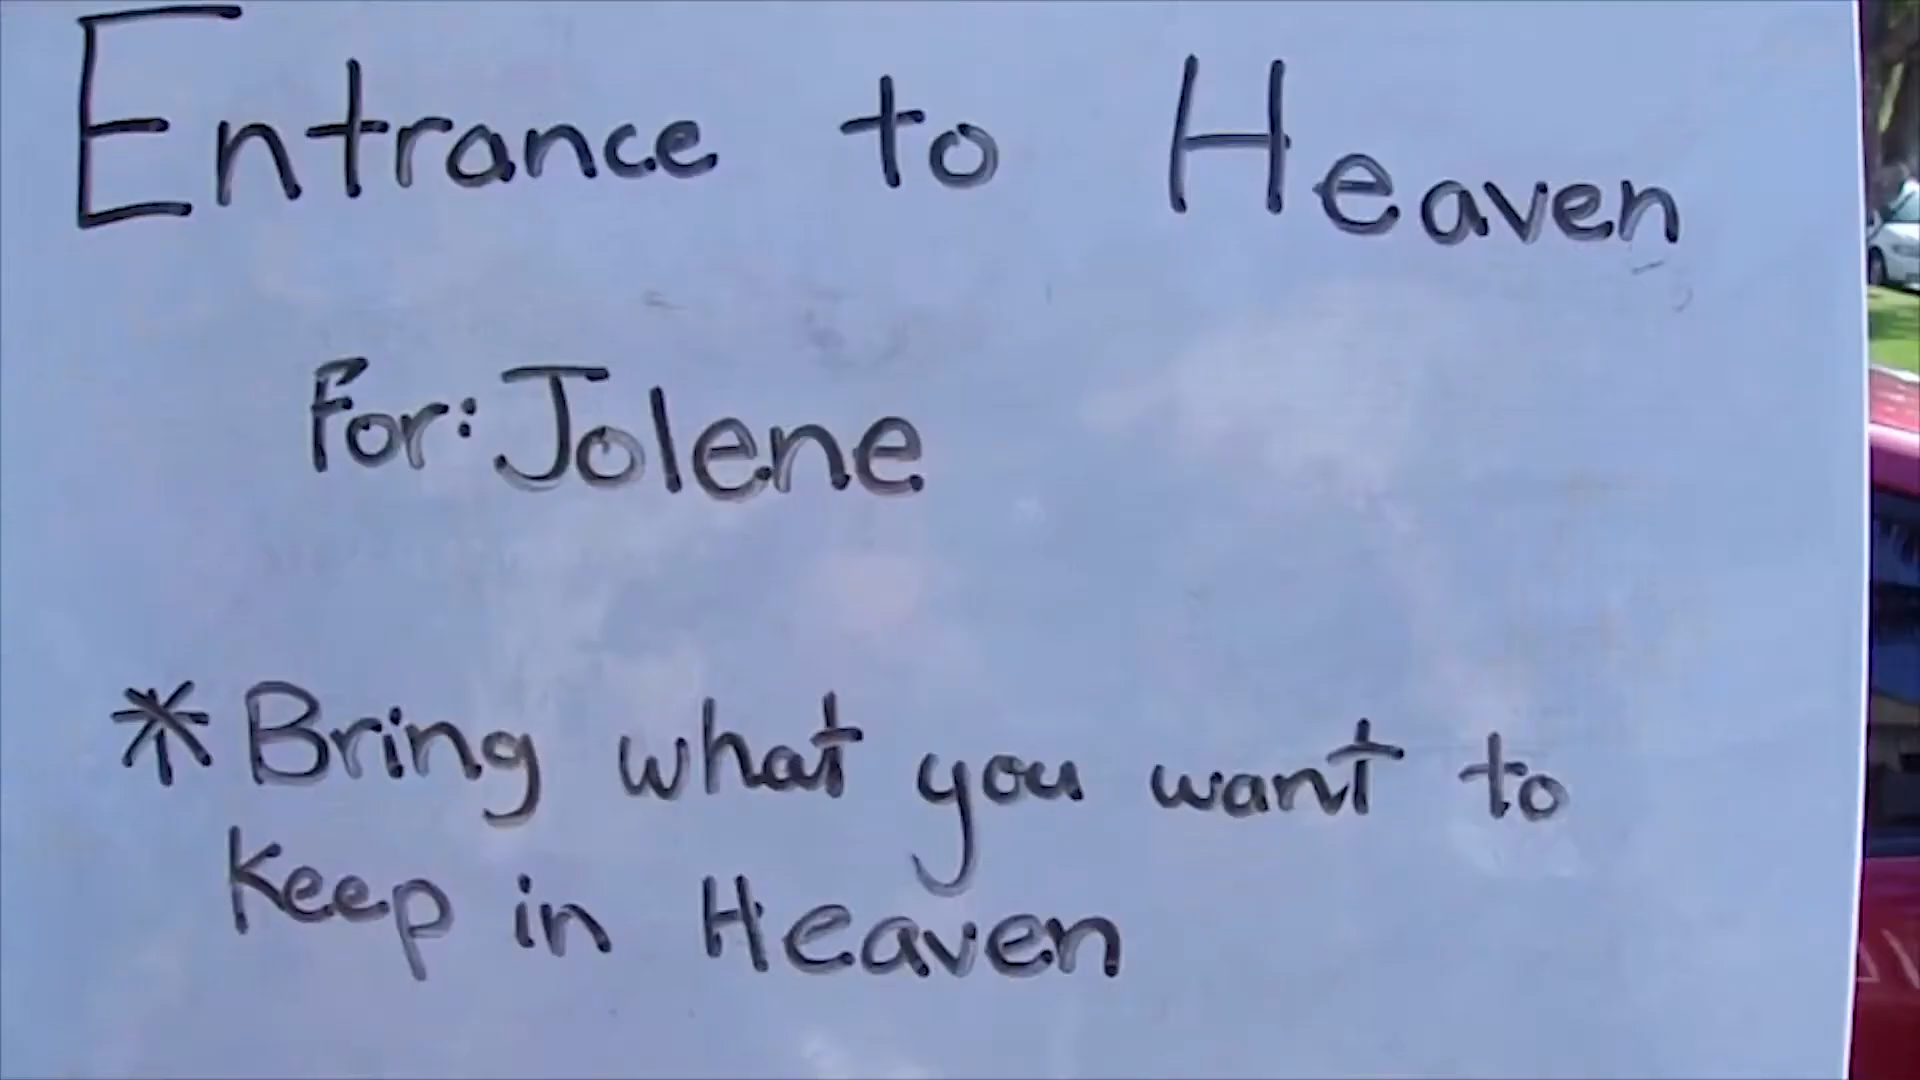 Entrance to Heaven
For: Jolene
* Bring what you want to
Keep in Heaven